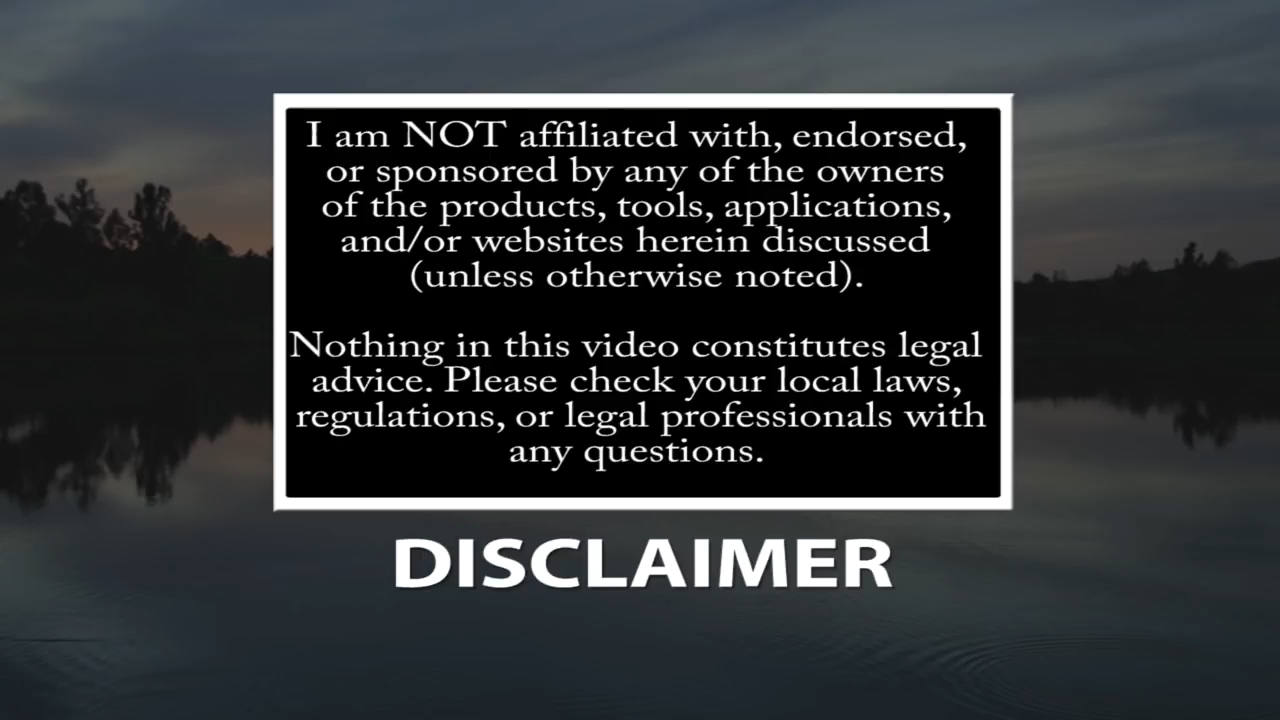 I am NOT affiliated with, endorsed,
or sponsored by any of the owners
of the products, tools, applications,
and/or websites herein discussed
(unless otherwise noted).
Nothing in this video constitutes legal
advice. Please check your local laws,
regulations, or legal professionals with
any questions.
DISCLAIMER